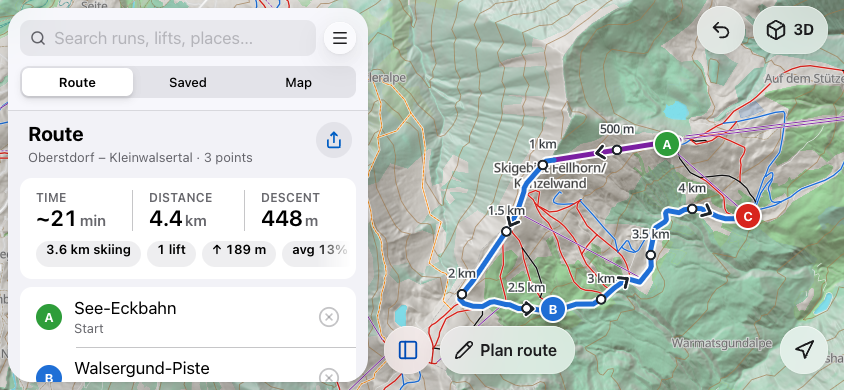 Seite
Search runs, lifts, places...
3D
Route
Saved
Map
deralpe
Auf dem Stütze
Route
Oberstdorf – Kleinwalsertal · 3 points
TIME
DISTANCE
DESCENT
~21 min
4.4 km
448 m
3.6 km skiing
1 lift
↑ 189 m
avg 13%
A
See-Eckbahn
Start
B
Walsergund-Piste
500 m
A
1 km
Skigebiet Fellhorn/
Kanzelwand
4 km
1.5 km
C
3.5 km
2 km
3 km
2.5 km
B
Warmatsgundalpe
Plan route